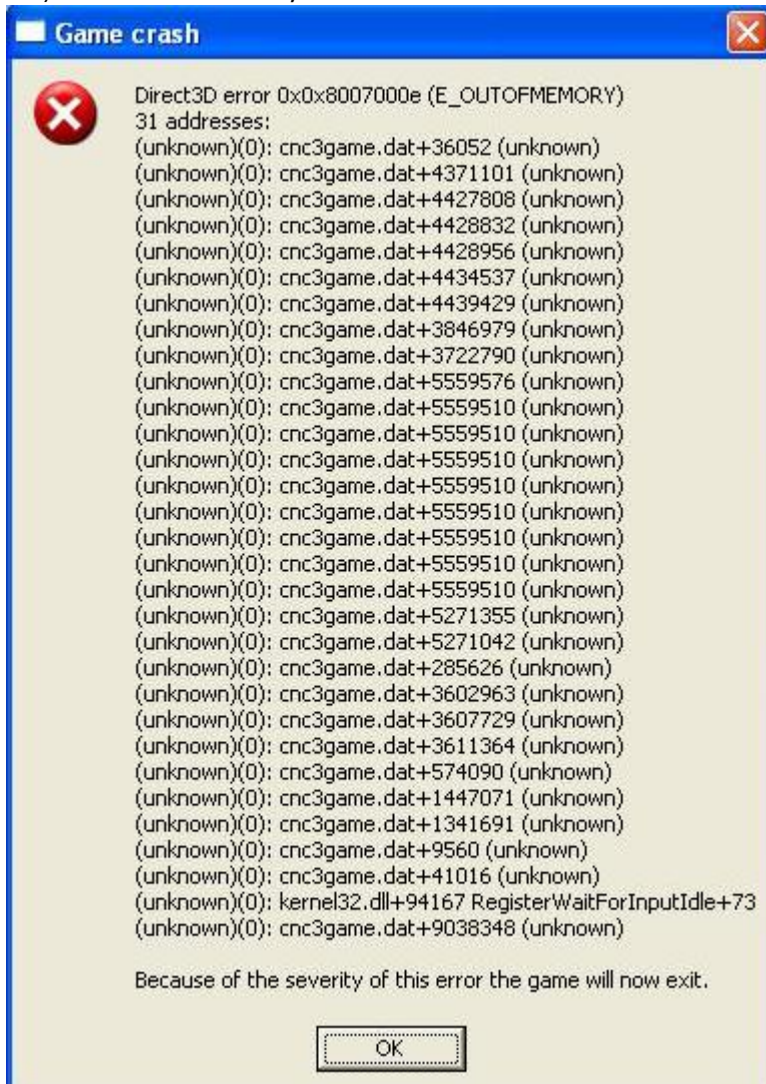 Game crash
Direct3D error 0x0x8007000e (E_OUTOFMEMORY)
31 addresses:
(unknown)(0): cnc3game.dat+36052 (unknown)
(unknown)(0): cnc3game.dat+4371101 (unknown)
(unknown)(0): cnc3game.dat+4427808 (unknown)
(unknown)(0): cnc3game.dat+4428832 (unknown)
(unknown)(0): cnc3game.dat+4428956 (unknown)
(unknown)(0): cnc3game.dat+4434537 (unknown)
(unknown)(0): cnc3game.dat+4439429 (unknown)
(unknown)(0): cnc3game.dat+3846979 (unknown)
(unknown)(0): cnc3game.dat+3722790 (unknown)
(unknown)(0): cnc3game.dat+5559576 (unknown)
(unknown)(0): cnc3game.dat+5559510 (unknown)
(unknown)(0): cnc3game.dat+5559510 (unknown)
(unknown)(0): cnc3game.dat+5559510 (unknown)
(unknown)(0): cnc3game.dat+5559510 (unknown)
(unknown)(0): cnc3game.dat+5559510 (unknown)
(unknown)(0): cnc3game.dat+5559510 (unknown)
(unknown)(0): cnc3game.dat+5559510 (unknown)
(unknown)(0): cnc3game.dat+5559510 (unknown)
(unknown)(0): cnc3game.dat+5271355 (unknown)
(unknown)(0): cnc3game.dat+5271042 (unknown)
(unknown)(0): cnc3game.dat+285626 (unknown)
(unknown)(0): cnc3game.dat+3602963 (unknown)
(unknown)(0): cnc3game.dat+3607729 (unknown)
(unknown)(0): cnc3game.dat+3611364 (unknown)
(unknown)(0): cnc3game.dat+574090 (unknown)
(unknown)(0): cnc3game.dat+1447071 (unknown)
(unknown)(0): cnc3game.dat+1341691 (unknown)
(unknown)(0): cnc3game.dat+9560 (unknown)
(unknown)(0): cnc3game.dat+41016 (unknown)
(unknown)(0): kernel32.dll+94167 RegisterWaitForInputIdle+73
(unknown)(0): cnc3game.dat+9038348 (unknown)
Because of the severity of this error the game will now exit.
OK